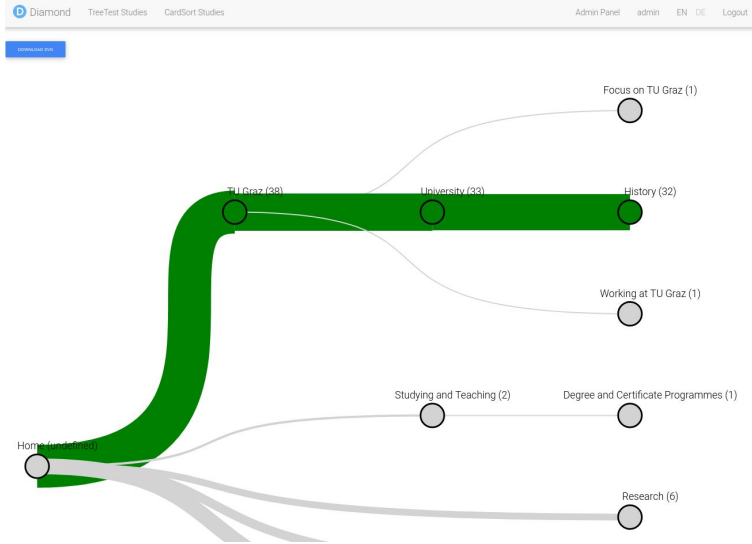 Diamond TreeTest Studies CardSort Studies Admin Panel admin EN DE Logout
DOWNLOAD SVG
Focus on TU Graz (1)
TU Graz (38) University (33) History (32)
Working at TU Graz (1)
Studying and Teaching (2) Degree and Certificate Programmes (1)
Home (undefined)
Research (6)